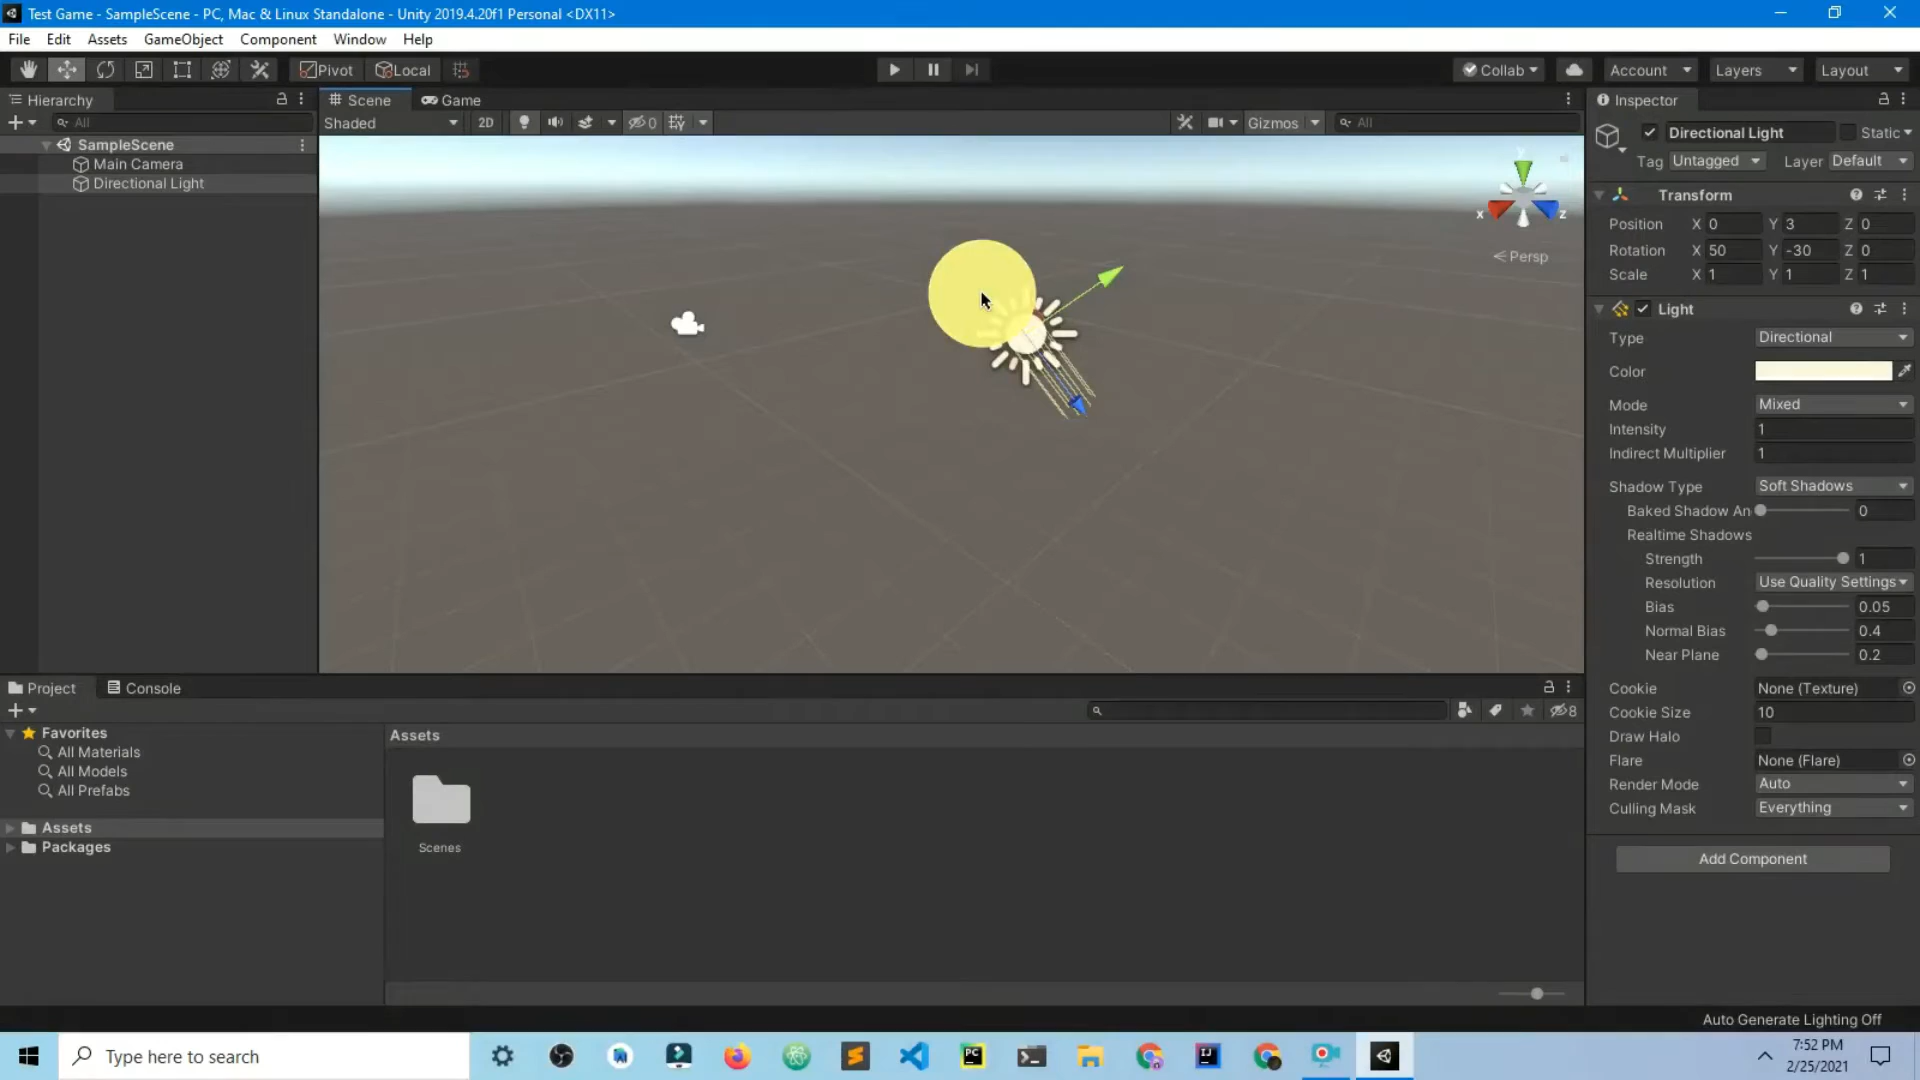 Test Game - SampleScene - PC, Mac & Linux Standalone - Unity 2019.4.20f1 Personal <DX11>
File Edit Assets GameObject Component Window Help
Pivot Local Collab Account Layers Layout
Hierarchy
All
SampleScene
Main Camera
Directional Light
Scene Game
Shaded 2D 0 Gizmos All
x z
Persp
Inspector
Directional Light Static
Tag Untagged Layer Default
Transform
Position X 0 Y 3 Z 0
Rotation X 50 Y -30 Z 0
Scale X 1 Y 1 Z 1
Light
Type Directional
Color
Mode Mixed
Intensity 1
Indirect Multiplier 1
Shadow Type Soft Shadows
Baked Shadow An 0
Realtime Shadows
Strength 1
Resolution Use Quality Settings
Bias 0.05
Normal Bias 0.4
Near Plane 0.2
Cookie None (Texture)
Cookie Size 10
Draw Halo
Flare None (Flare)
Render Mode Auto
Culling Mask Everything
Add Component
Project Console
8
Favorites
All Materials
All Models
All Prefabs
Assets
Packages
Assets
Scenes
Auto Generate Lighting Off
Type here to search
PC
IJ
7:52 PM
2/25/2021